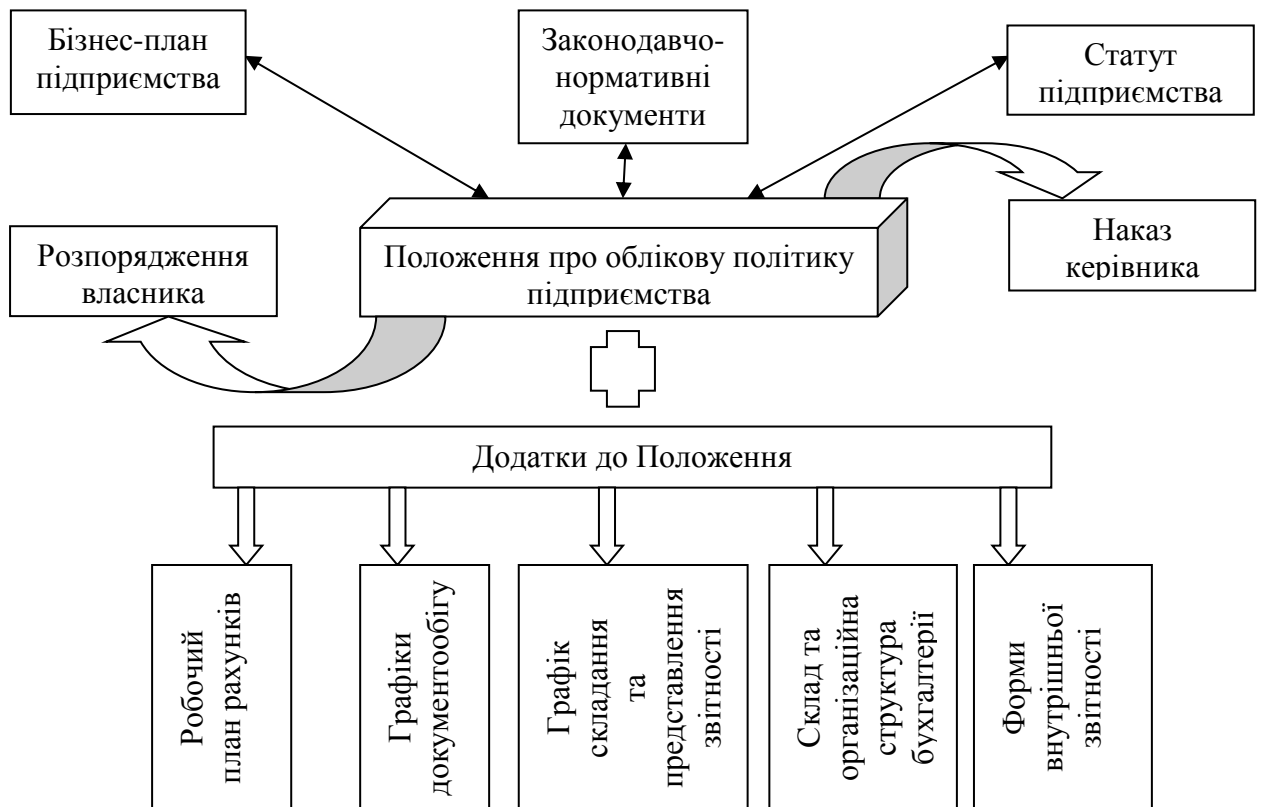 Бізнес-план
підприємства
Законодавчо-
нормативні
документи
Статут
підприємства
Розпорядження
власника
Положення про облікову політику
підприємства
Наказ
керівника
Додатки до Положення
Робочий
план рахунків
Графіки
документообігу
Графік
складання
та
представлення
звітності
Склад та
організаційна
структура
бухгалтерії
Форми
внутрішньої
звітності